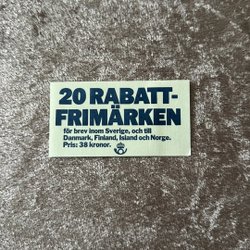 20 RABATT-
FRIMÄRKEN
för brev inom Sverige, och till
Danmark, Finland, Island och Norge.
Pris: 38 kronor.